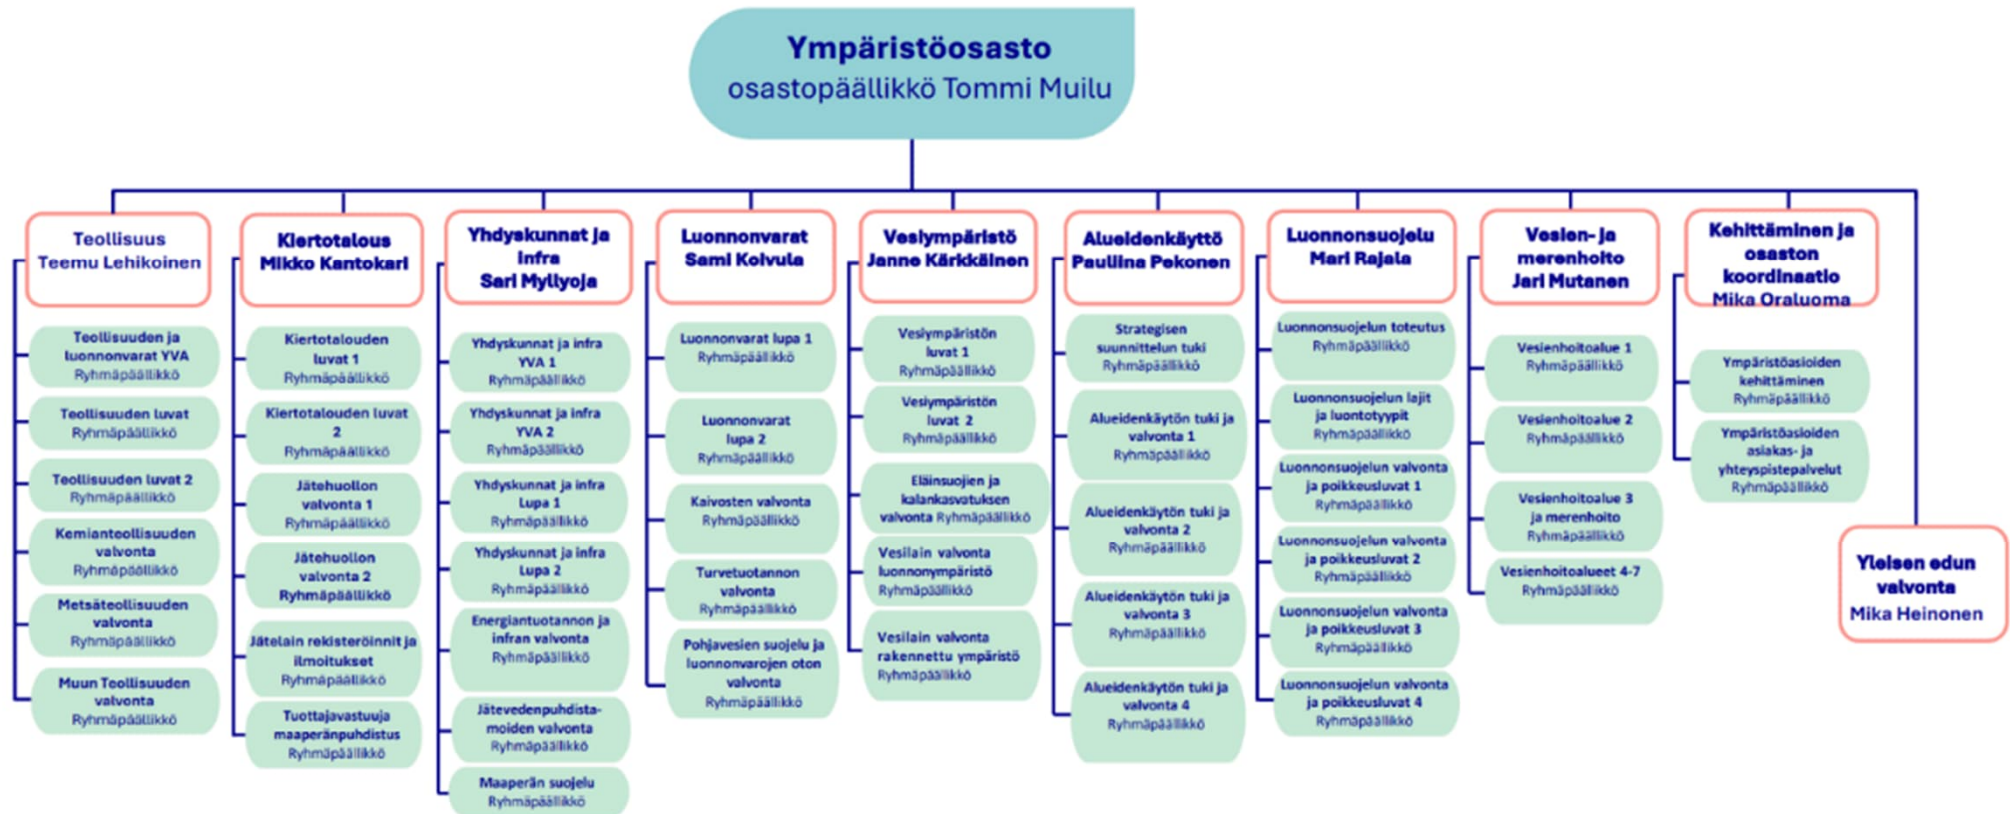 Ympäristöosasto
osastopäällikkö Tommi Muilu
Teollisuus
Teemu Lehikoinen
Teollisuuden ja
luonnonvarat YVA
Ryhmäpäällikkö
Teollisuuden luvat
Ryhmäpäällikkö
Teollisuuden luvat 2
Ryhmäpäällikkö
Kemianteollisuuden
valvonta
Ryhmäpäällikkö
Metsäteollisuuden
valvonta
Ryhmäpäällikkö
Muun Teollisuuden
valvonta
Ryhmäpäällikkö
Kiertotalous
Mikko Kantokari
Kiertotalouden
luvat 1
Ryhmäpäällikkö
Kiertotalouden luvat
2
Ryhmäpäällikkö
Jätehuollon
valvonta 1
Ryhmäpäällikkö
Jätehuollon
valvonta 2
Ryhmäpäällikkö
Jätelain rekisteröinnit ja
ilmoitukset
Ryhmäpäällikkö
Tuottajavastuuja
maaperänpuhdistus
Ryhmäpäällikkö
Yhdyskunnat ja
infra
Sari Myllyoja
Yhdyskunnat ja infra
YVA 1
Ryhmäpäällikkö
Yhdyskunnat ja infra
YVA 2
Ryhmäpäällikkö
Yhdyskunnat ja infra
Lupa 1
Ryhmäpäällikkö
Yhdyskunnat ja infra
Lupa 2
Ryhmäpäällikkö
Energiantuotannon ja
infran valvonta
Ryhmäpäällikkö
Jätevedenpuhdista-
moiden valvonta
Ryhmäpäällikkö
Maaperän suojelu
Ryhmäpäällikkö
Luonnonvarat
Sami Koivula
Luonnonvarat lupa 1
Ryhmäpäällikkö
Luonnonvarat
lupa 2
Ryhmäpäällikkö
Kaivosten valvonta
Ryhmäpäällikkö
Turvetuotannon
valvonta
Ryhmäpäällikkö
Pohjavesien suojelu ja
luonnonvarojen oton
valvonta
Ryhmäpäällikkö
Vesiympäristö
Janne Kärkkäinen
Vesiympäristön
luvat 1
Ryhmäpäällikkö
Vesiympäristön
luvat 2
Ryhmäpäällikkö
Eläinsuojien ja
kalankasvatuksen
valvonta Ryhmäpäällikkö
Vesilain valvonta
luonnonympäristö
Ryhmäpäällikkö
Vesilain valvonta
rakennettu ympäristö
Ryhmäpäällikkö
Alueidenkäyttö
Pauliina Pekonen
Strategisen
suunnittelun tuki
Ryhmäpäällikkö
Alueidenkäytön tuki ja
valvonta 1
Ryhmäpäällikkö
Alueidenkäytön tuki ja
valvonta 2
Ryhmäpäällikkö
Alueidenkäytön tuki ja
valvonta 3
Ryhmäpäällikkö
Alueidenkäytön tuki ja
valvonta 4
Ryhmäpäällikkö
Luonnonsuojelu
Mari Rajala
Luonnonsuojelun toteutus
Ryhmäpäällikkö
Luonnonsuojelun lajit
ja luontotyypit
Ryhmäpäällikkö
Luonnonsuojelun valvonta
ja poikkeusluvat 1
Ryhmäpäällikkö
Luonnonsuojelun valvonta
ja poikkeusluvat 2
Ryhmäpäällikkö
Luonnonsuojelun valvonta
ja poikkeusluvat 3
Ryhmäpäällikkö
Luonnonsuojelun valvonta
ja poikkeusluvat 4
Ryhmäpäällikkö
Vesien- ja
merenhoito
Jari Mutanen
Vesienhoitoalue 1
Ryhmäpäällikkö
Vesienhoitoalue 2
Ryhmäpäällikkö
Vesienhoitoalue 3
ja merenhoito
Ryhmäpäällikkö
Vesienhoitoalueet 4-7
Ryhmäpäällikkö
Kehittäminen ja
osaston
koordinaatio
Mika Oraluoma
Ympäristöasioiden
kehittäminen
Ryhmäpäällikkö
Ympäristöasioiden
asiakas- ja
yhteyspistepalvelut
Ryhmäpäällikkö
Yleisen edun
valvonta
Mika Heinonen